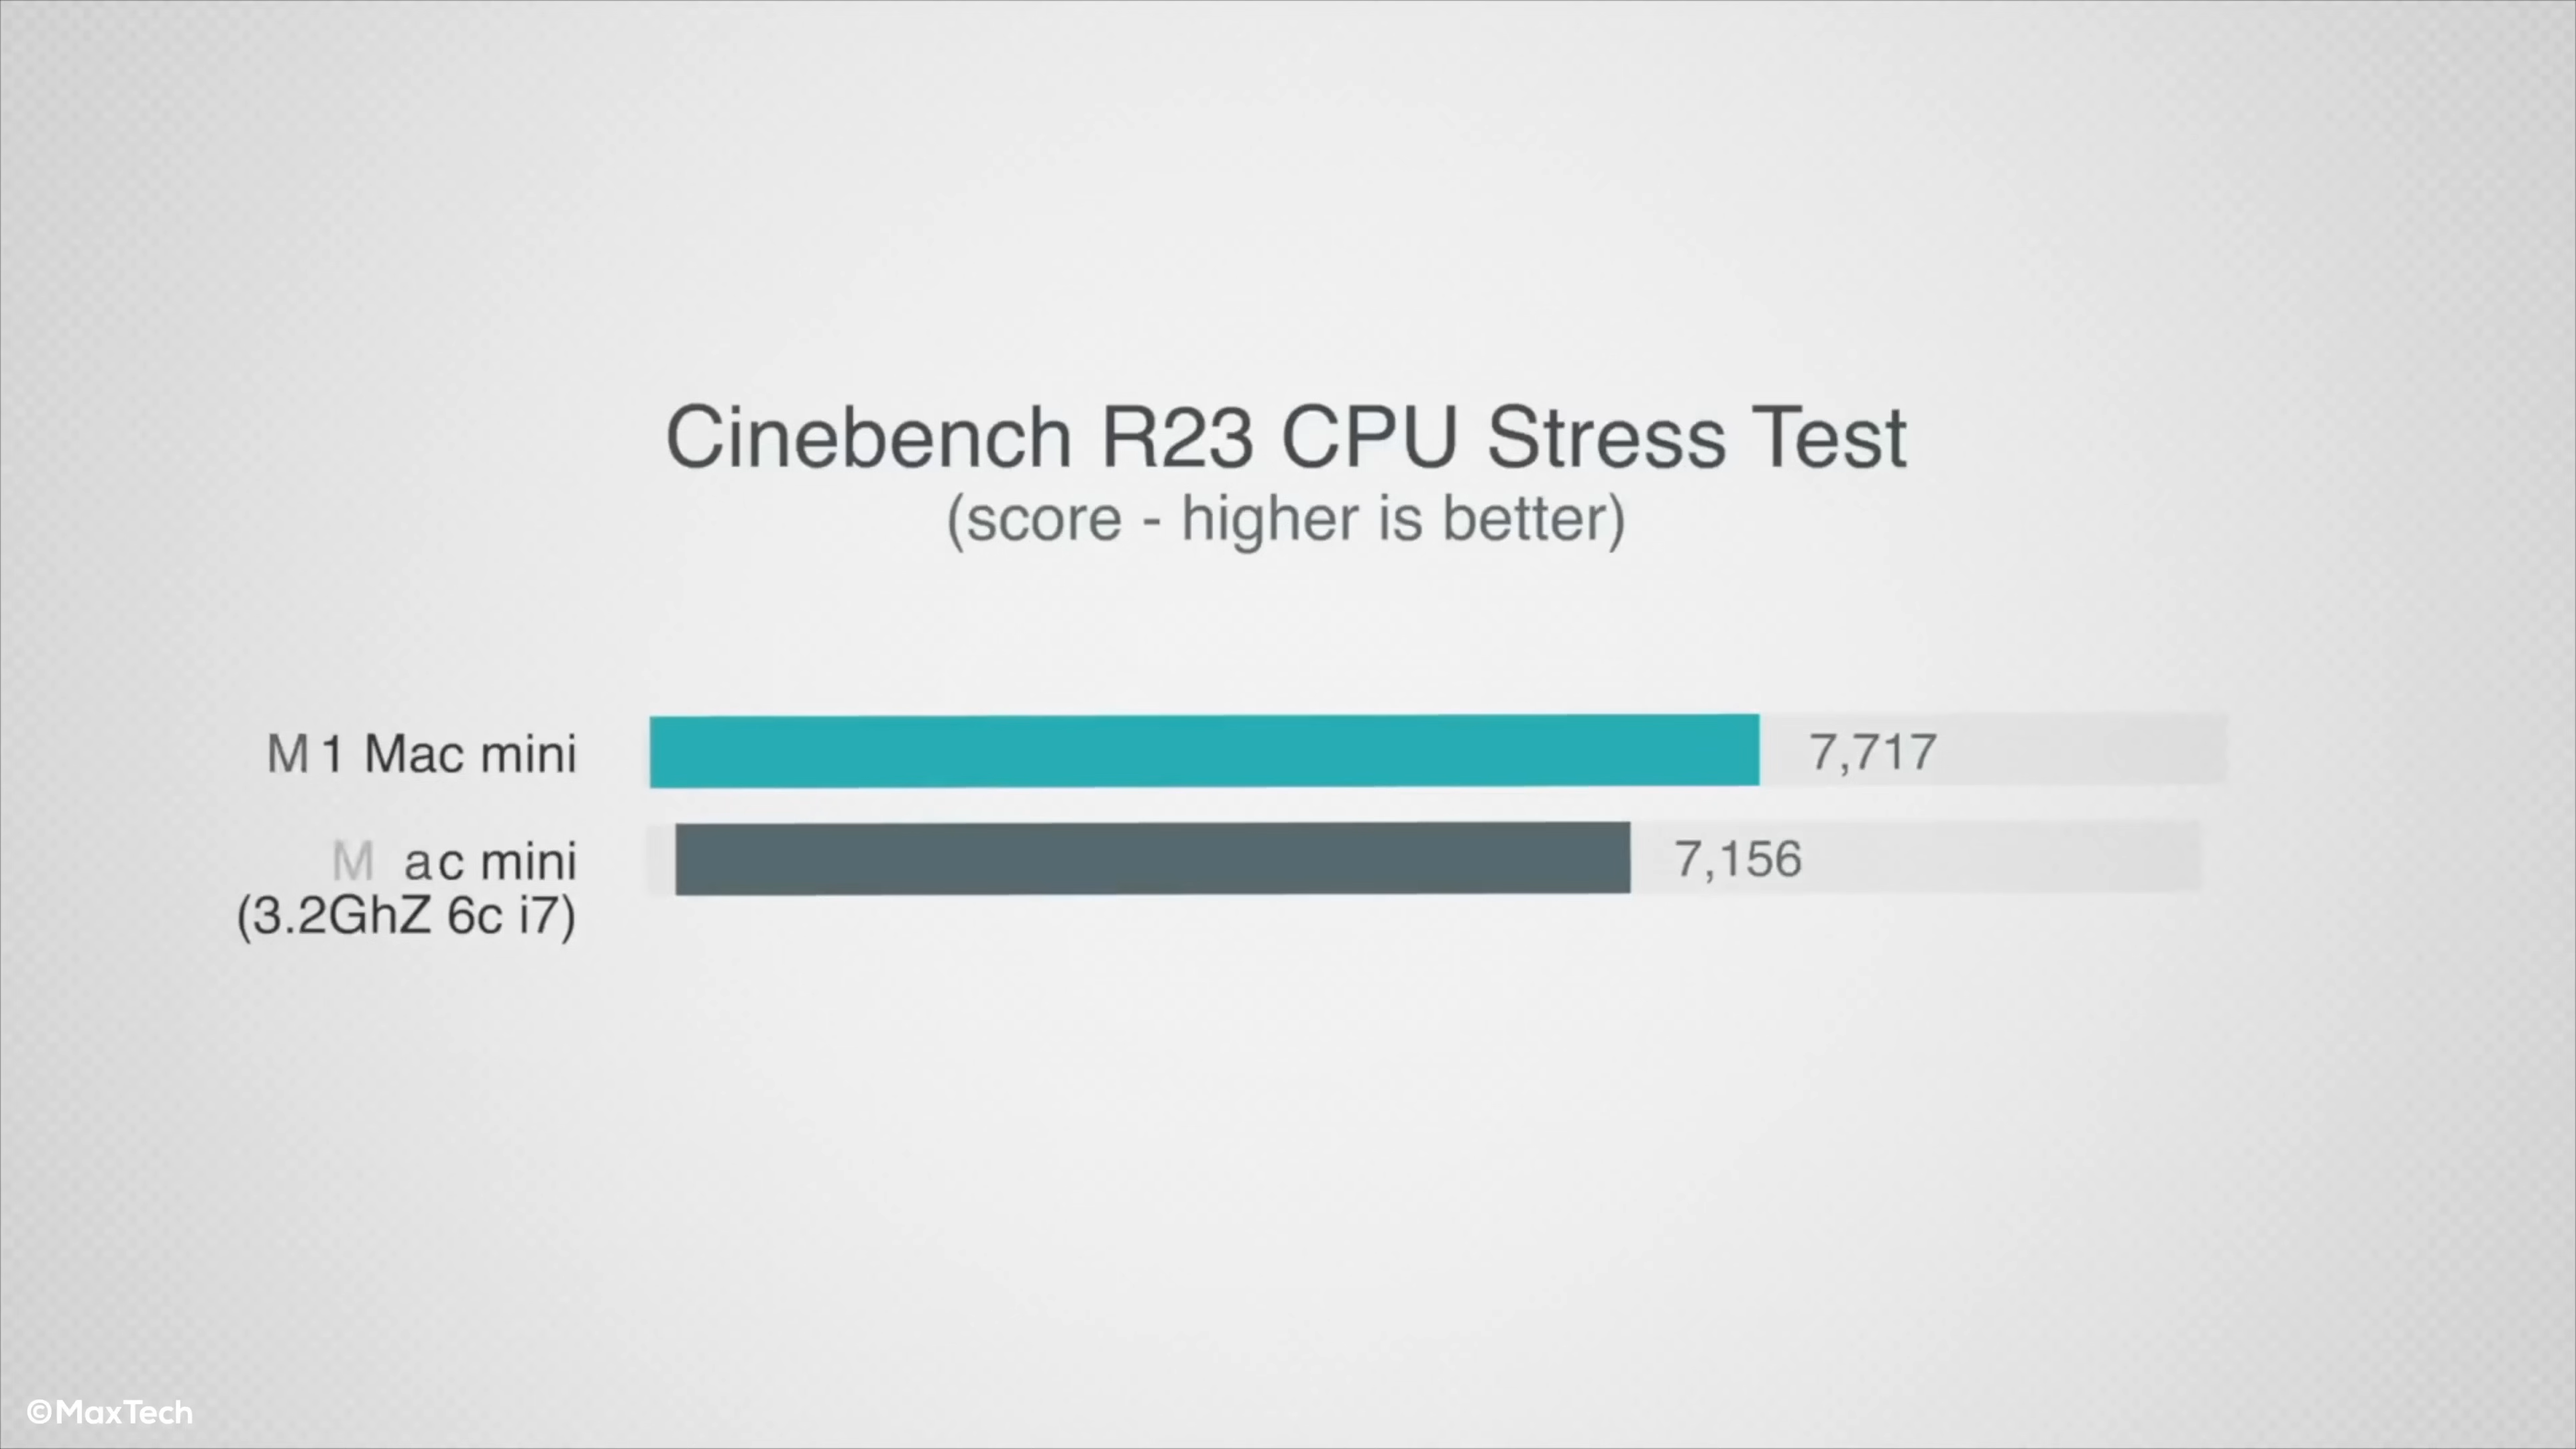 Cinebench R23 CPU Stress Test
(score - higher is better)
M1 Mac mini
7,717
Mac mini
7,156
(3.2GhZ 6c i7)
©MaxTech